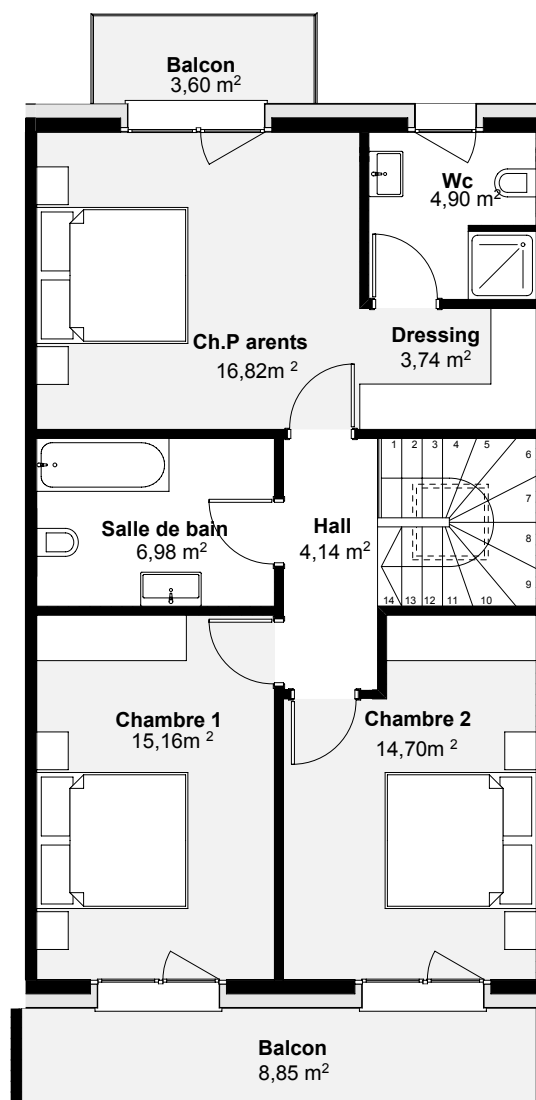 Balcon
3,60 m²
Wc
4,90 m²
Ch.P arents
16,82m ²
Dressing
3,74 m²
1 2 3 4 5
6
7
8
9
14 13 12 11 10
Salle de bain
6,98 m²
Hall
4,14 m²
Chambre 1
15,16m ²
Chambre 2
14,70m ²
Balcon
8,85 m²